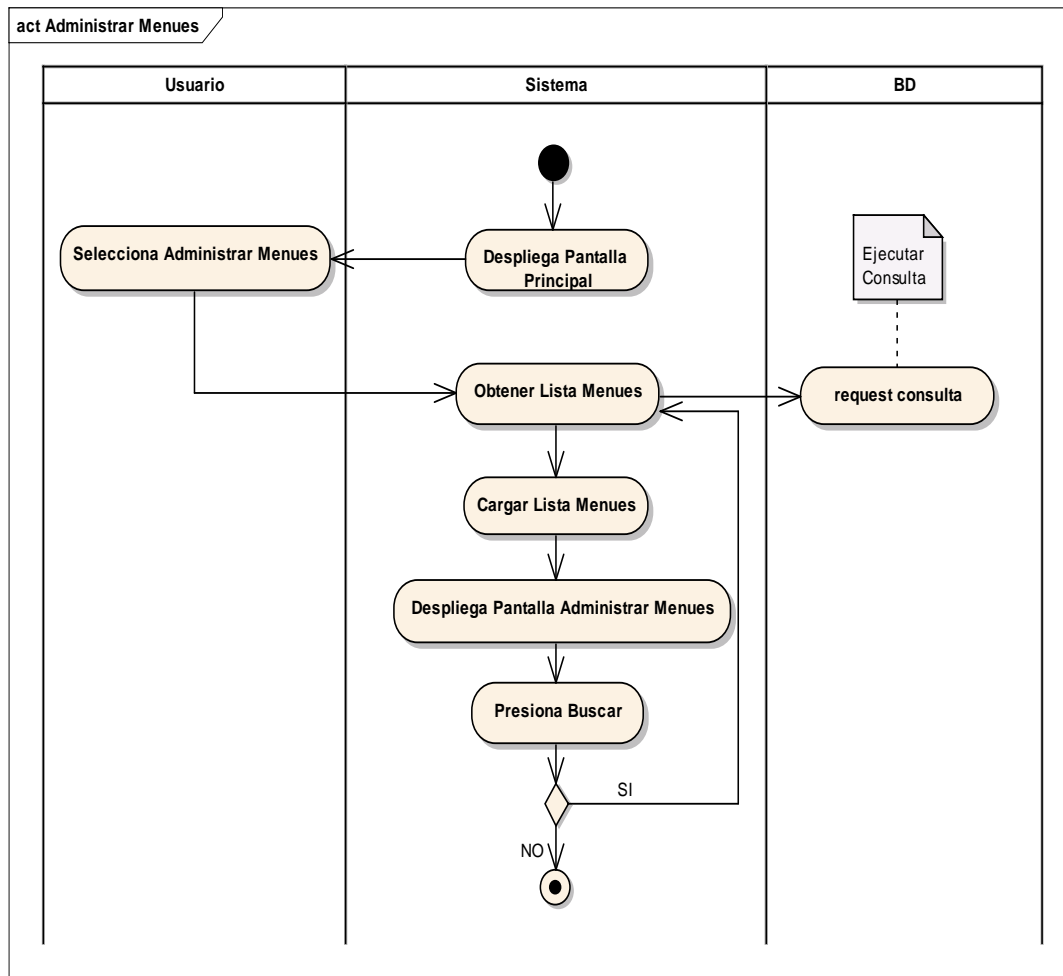 act Administrar Menues
Usuario
Sistema
BD
Selecciona Administrar Menues
Despliega Pantalla
Principal
Ejecutar
Consulta
Obtener Lista Menues
request consulta
Cargar Lista Menues
Despliega Pantalla Administrar Menues
Presiona Buscar
SI
NO